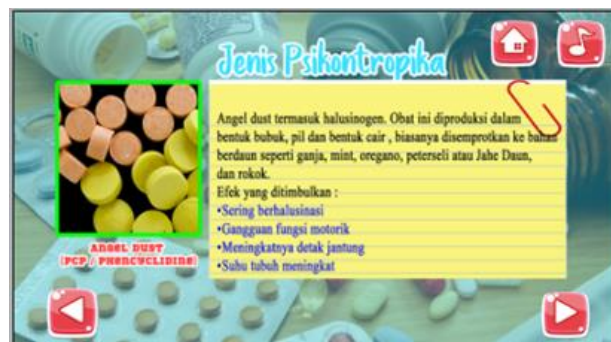 Jenis Psikontropika
Angel dust termasuk halusinogen. Obat ini diproduksi dalam
bentuk bubuk, pil dan bentuk cair , biasanya disemprotkan ke bahan
berdaun seperti ganja, mint, oregano, peterseli atau Jahe Daun,
dan rokok.
Efek yang ditimbulkan :
•Sering berhalusinasi
•Gangguan fungsi motorik
•Meningkatnya detak jantung
•Suhu tubuh meningkat
ANGEL DUST
(PCP / PHENCYCLIDINE)